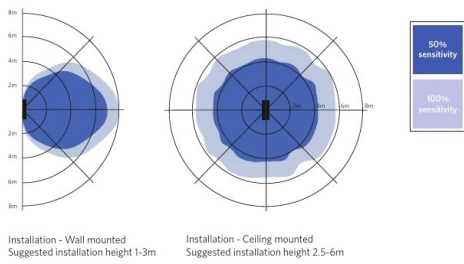 8m
6m
4m
2m
2m
4m
6m
8m
2m 4m 6m 8m
50%
sensitivity
100%
sensitivity
Installation - Wall mounted
Suggested installation height 1-3m
Installation - Ceiling mounted
Suggested installation height 2.5-6m